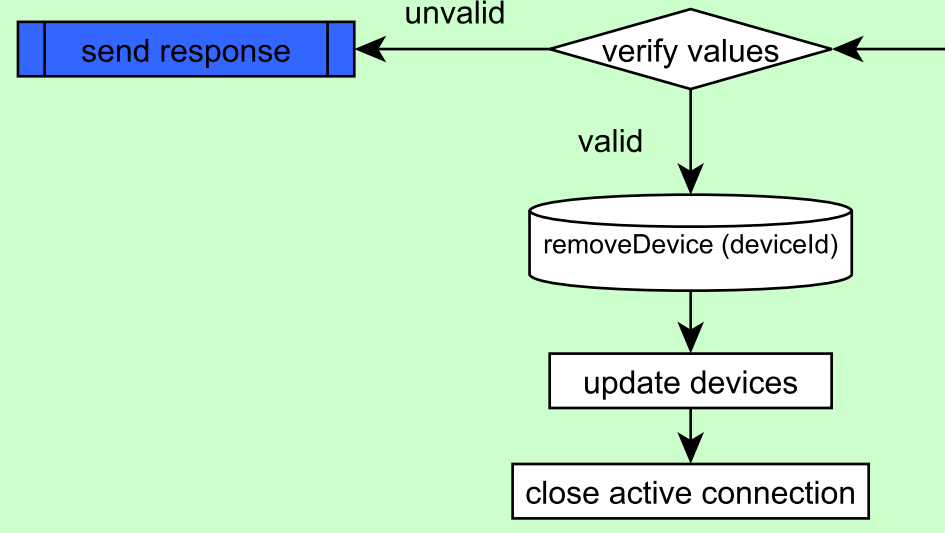 unvalid
send response
verify values
valid
removeDevice (deviceId)
update devices
close active connection